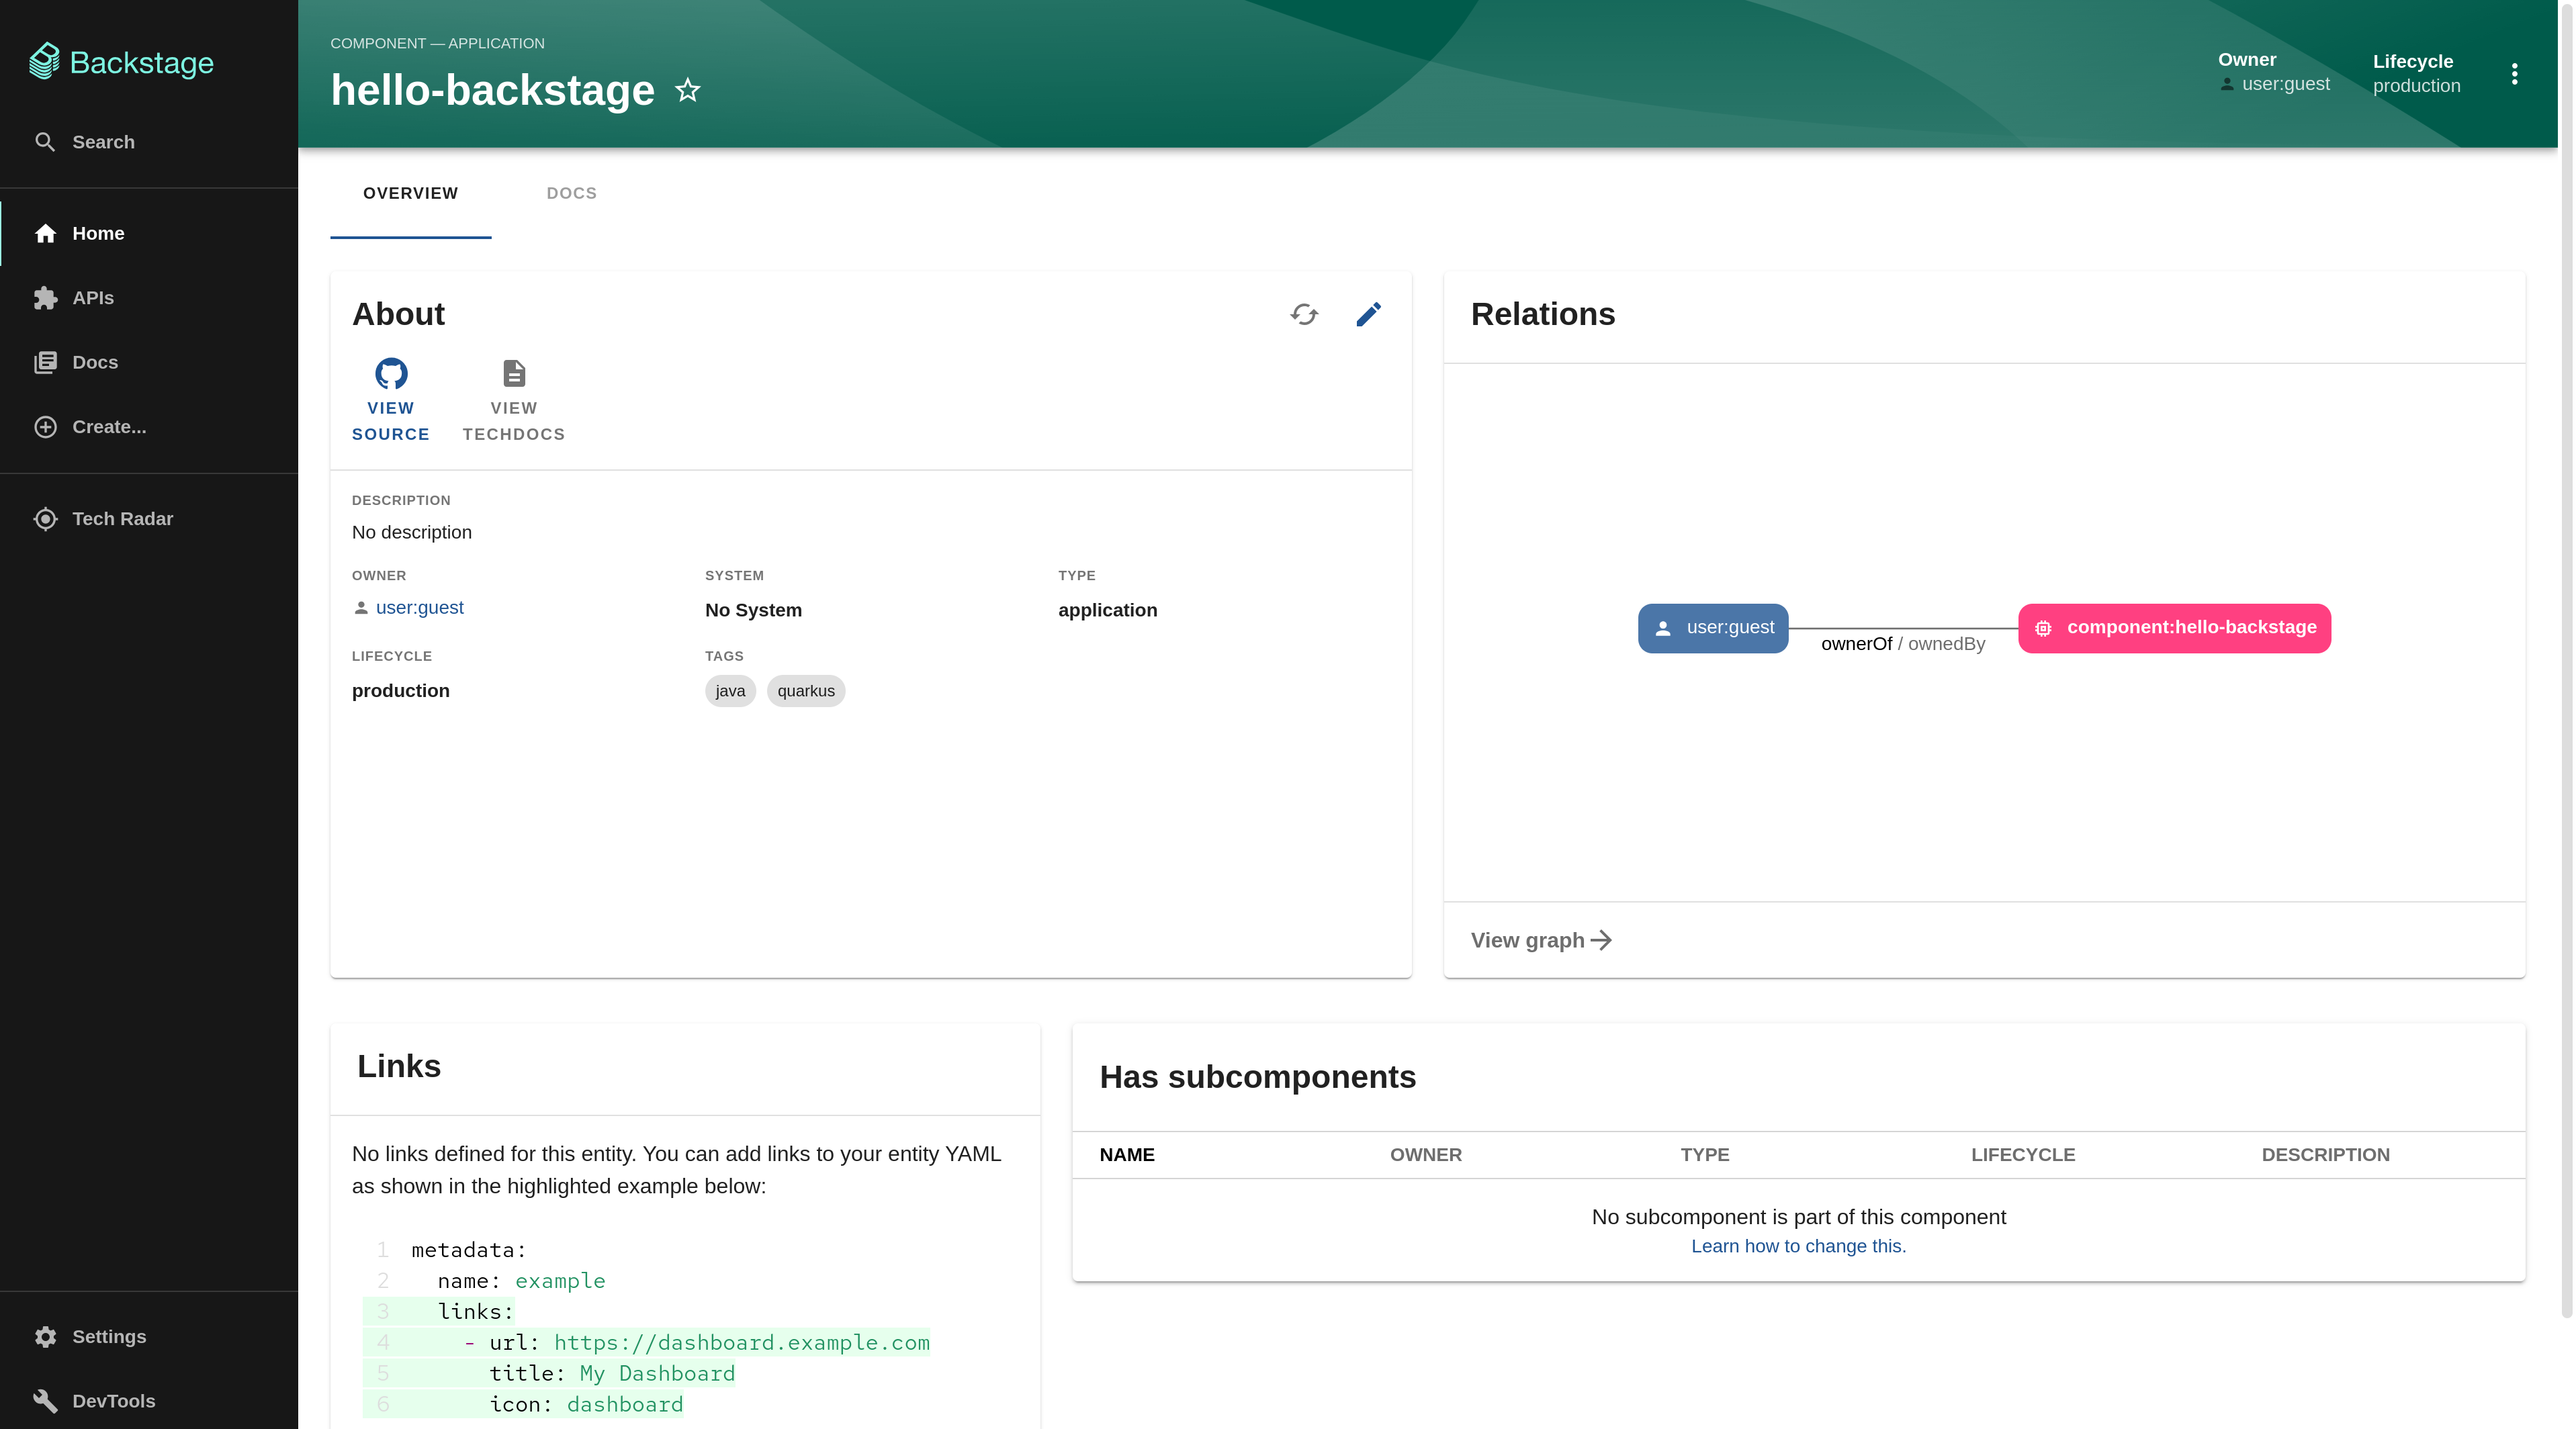 Backstage
Search
Home
APIs
Docs
Create...
Tech Radar
Settings
DevTools
COMPONENT — APPLICATION
hello-backstage
Owner
user:guest
Lifecycle
production
OVERVIEW
DOCS
About
VIEW
SOURCE
VIEW
TECHDOCS
DESCRIPTION
No description
OWNER
user:guest
SYSTEM
No System
TYPE
application
LIFECYCLE
production
TAGS
java
quarkus
Relations
user:guest
ownerOf / ownedBy
component:hello-backstage
View graph
Links
No links defined for this entity. You can add links to your entity YAML
as shown in the highlighted example below:
1 metadata:
2   name: example
3   links:
4     - url: https://dashboard.example.com
5       title: My Dashboard
6       icon: dashboard
Has subcomponents
NAME OWNER TYPE LIFECYCLE DESCRIPTION
No subcomponent is part of this component
Learn how to change this.